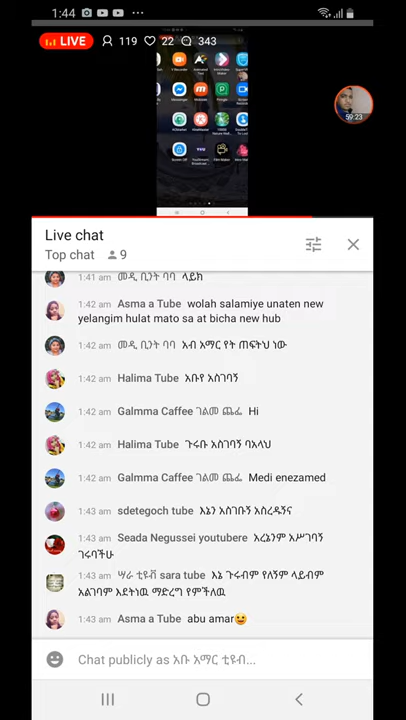 1:44
LIVE 119 22 343
59:23
Live chat
Top chat 9
1:41 am መዲ ቢንት ባባ ላይክ
1:42 am Asma a Tube wolah salamiye unaten new
yelangim hulat mato sa at bicha new hub
1:42 am መዲ ቢንት ባባ አብ አማር የት ጠፍትህ ነው
1:42 am Halima Tube አቡየ አስገባኝ
1:42 am Galmma Caffee ገልመ ጨፌ Hi
1:42 am Halima Tube ጉሩቡ አስገባኝ ባአላህ
1:42 am Galmma Caffee ገልመ ጨፌ Medi enezamed
1:43 am sdetegoch tube እኔን አስገቡኝ አስረዱኝና
1:43 am Seada Negussei youtubere እረኔንም አሥገባኝ
ገሩባችሁ
1:43 am ሣራ ቲዩብ sara tube እኔ ጉሩብም የለኝም ላይብም
አልገባም እደትነዉ ማድረግ የምችለዉ
1:43 am Asma a Tube abu amar
Chat publicly as አቡ አማር ቲዩብ...